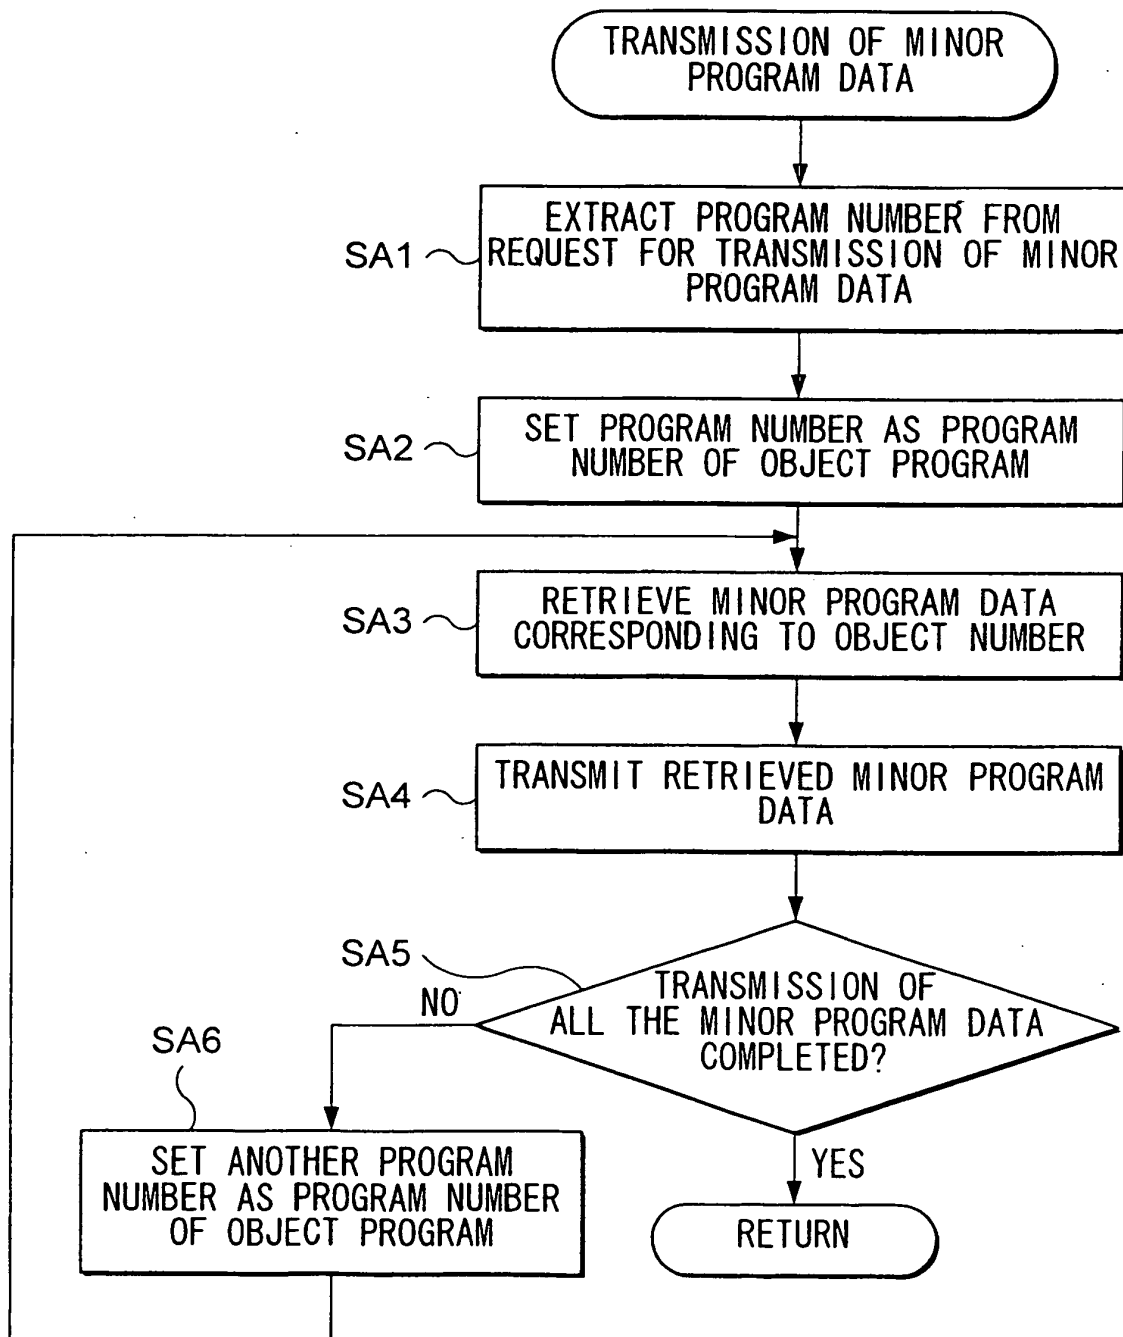 TRANSMISSION OF MINOR
PROGRAM DATA
EXTRACT PROGRAM NUMBER FROM
SA1
REQUEST FOR TRANSMISSION OF MINOR
PROGRAM DATA
SET PROGRAM NUMBER AS PROGRAM
SA2
NUMBER OF OBJECT PROGRAM
RETRIEVE MINOR PROGRAM DATA
SA3
CORRESPONDING TO OBJECT NUMBER
TRANSMIT RETRIEVED MINOR PROGRAM
SA4
DATA
SA5
TRANSMISSION OF
ALL THE MINOR PROGRAM DATA
COMPLETED?
NO
SA6
SET ANOTHER PROGRAM
NUMBER AS PROGRAM NUMBER
OF OBJECT PROGRAM
YES
RETURN